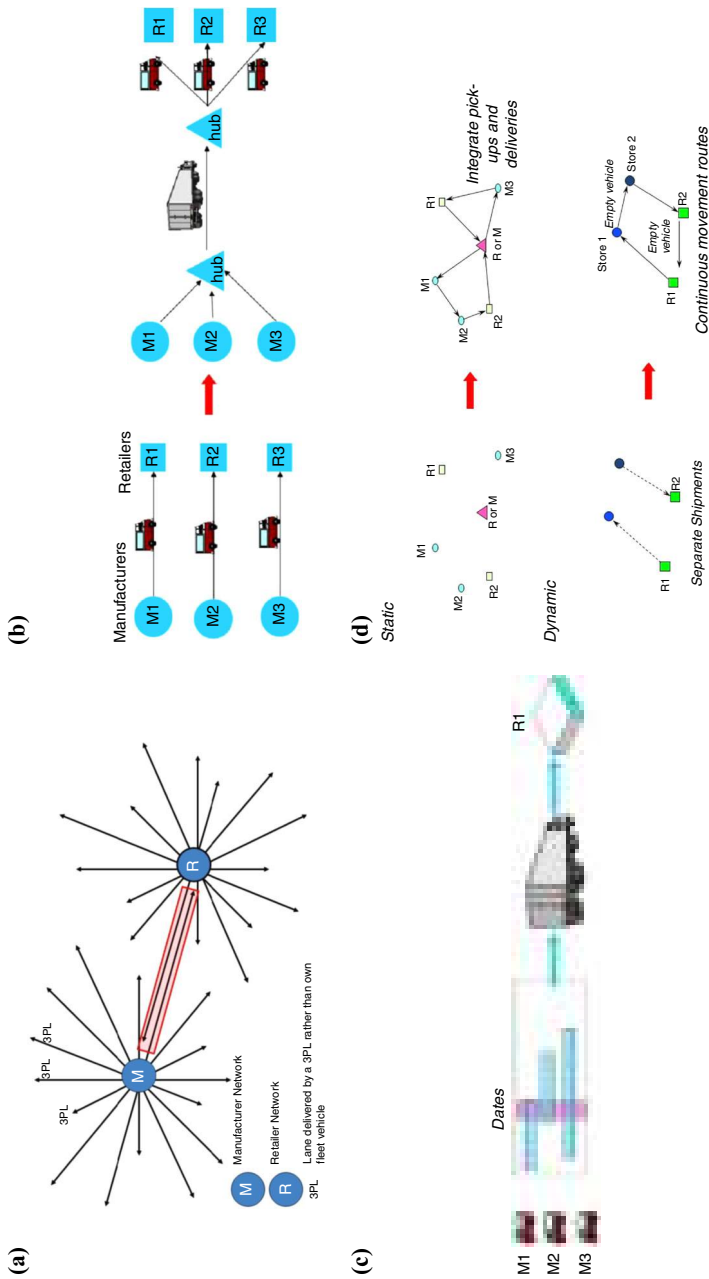 (a)
3PL
3PL
3PL
M
R
M
Manufacturer Network
R
Retailer Network
3PL
Lane delivered by a 3PL rather than own
fleet vehicle
(b)
Manufacturers
Retailers
M1
R1
M2
R2
M3
R3
M1
M2
M3
hub
hub
R1
R2
R3
(c)
Dates
M1
M2
M3
R1
(d)
Static
M1
M2
R2
R or M
R1
M3
M1
M2
R2
R or M
R1
M3
Integrate pick-
ups and
deliveries
Dynamic
R1
R2
Separate Shipments
Store 1
Empty vehicle
Store 2
R1
Empty
vehicle
R2
Continuous movement routes